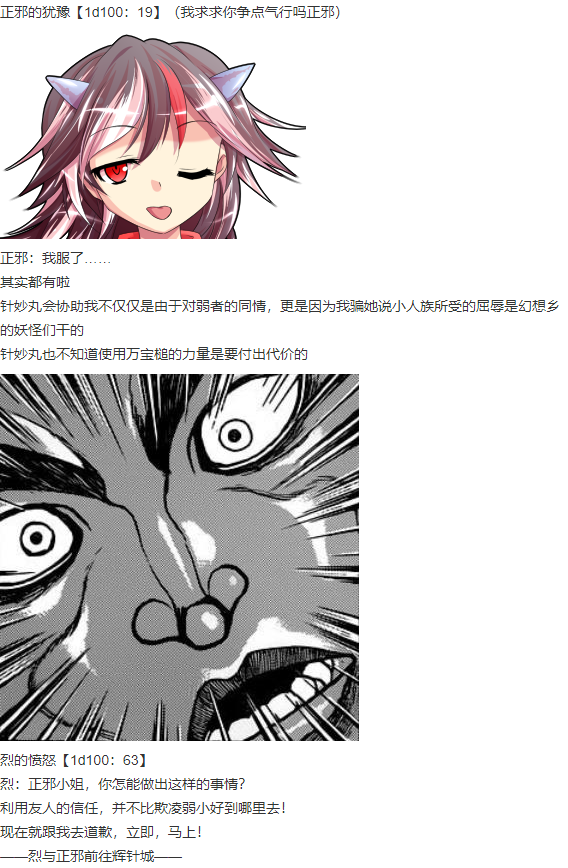 正邪的犹豫【1d100：19】（我求求你争点气行吗正邪）
正邪：我服了……
其实都有啦
针妙丸会协助我不仅仅是由于对弱者的同情，更是因为我骗她说小人族所受的屈辱是幻想乡
的妖怪们干的
针妙丸也不知道使用万宝槌的力量是要付出代价的
烈的愤怒【1d100：63】
烈：正邪小姐，你怎能做出这样的事情？
利用友人的信任，并不比欺凌弱小好到哪里去！
现在就跟我去道歉，立即，马上！
——烈与正邪前往辉针城——